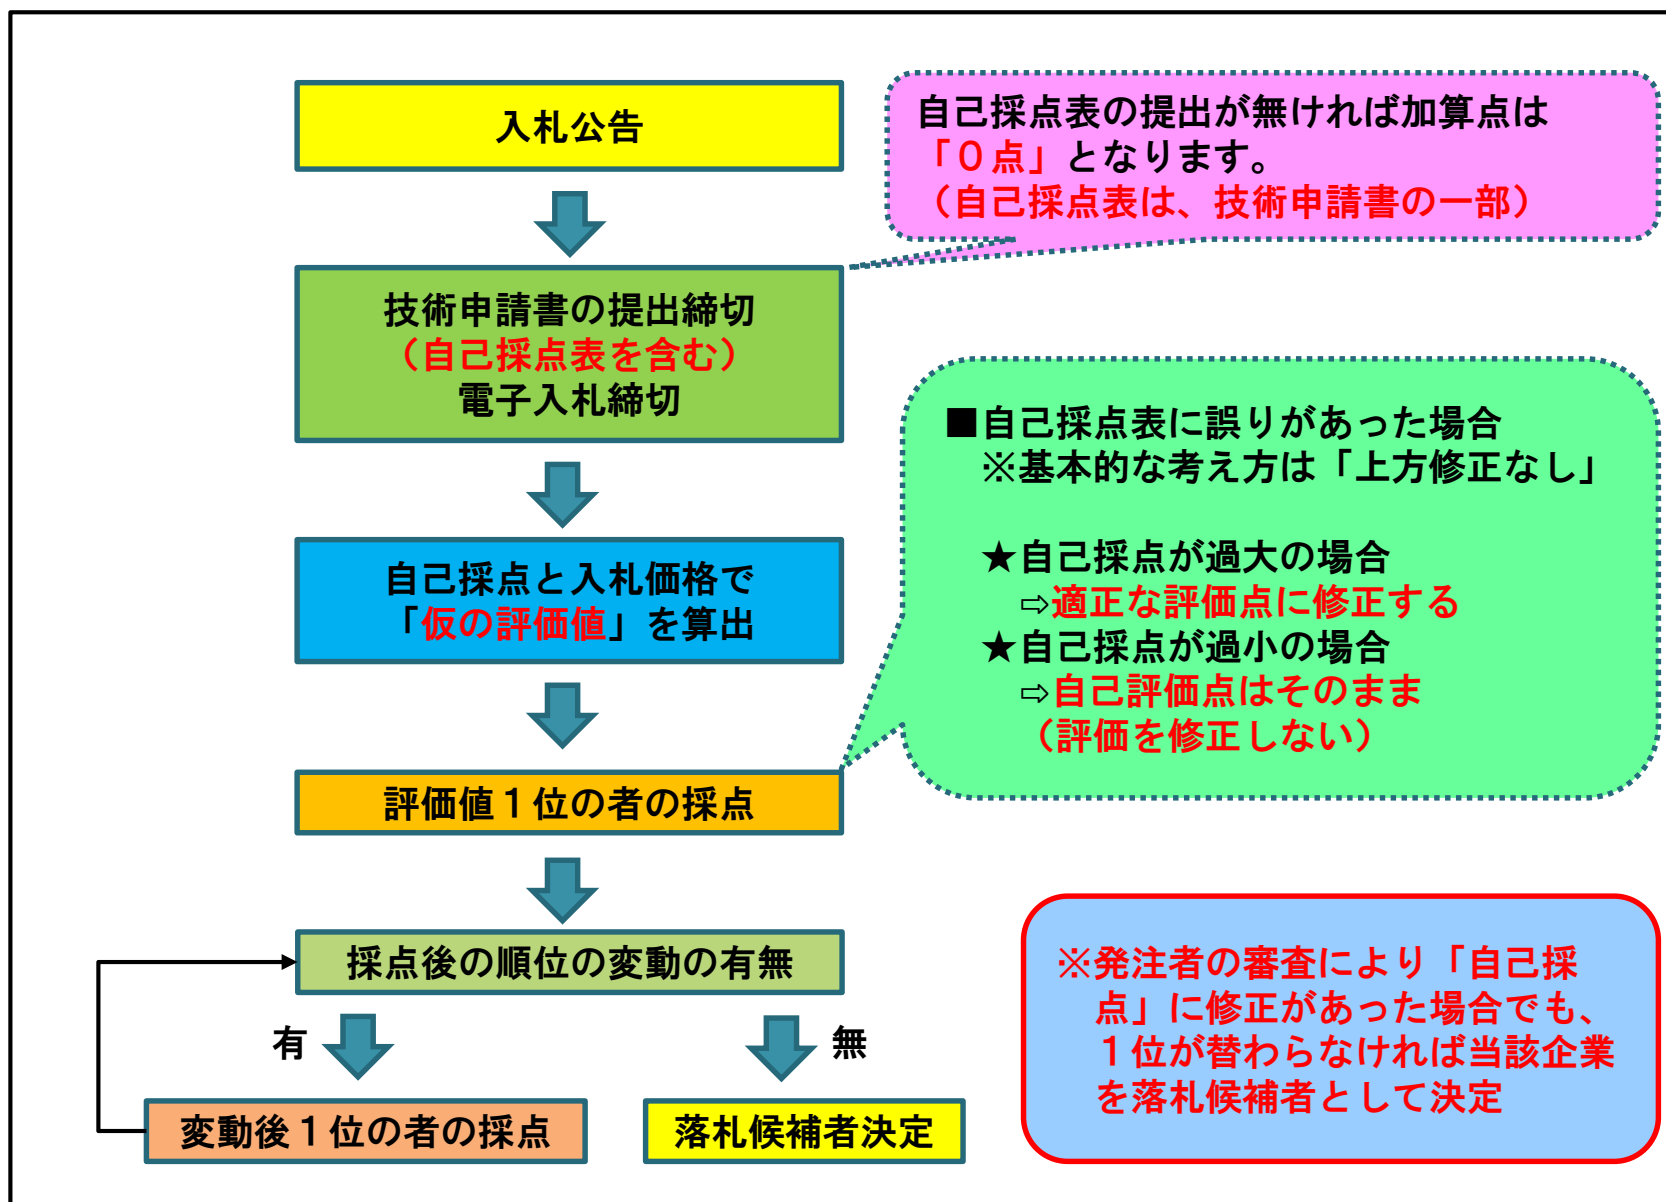 入札公告
自己採点表の提出が無ければ加算点は
「０点」となります。
（自己採点表は、技術申請書の一部）
技術申請書の提出締切
（自己採点表を含む）
電子入札締切
■自己採点表に誤りがあった場合
※基本的な考え方は「上方修正なし」
★自己採点が過大の場合
⇨適正な評価点に修正する
★自己採点が過小の場合
⇨自己評価点はそのまま
（評価を修正しない）
自己採点と入札価格で
「仮の評価値」を算出
評価値１位の者の採点
採点後の順位の変動の有無
有
無
変動後１位の者の採点
落札候補者決定
※発注者の審査により「自己採
点」に修正があった場合でも、
１位が替わらなければ当該企業
を落札候補者として決定